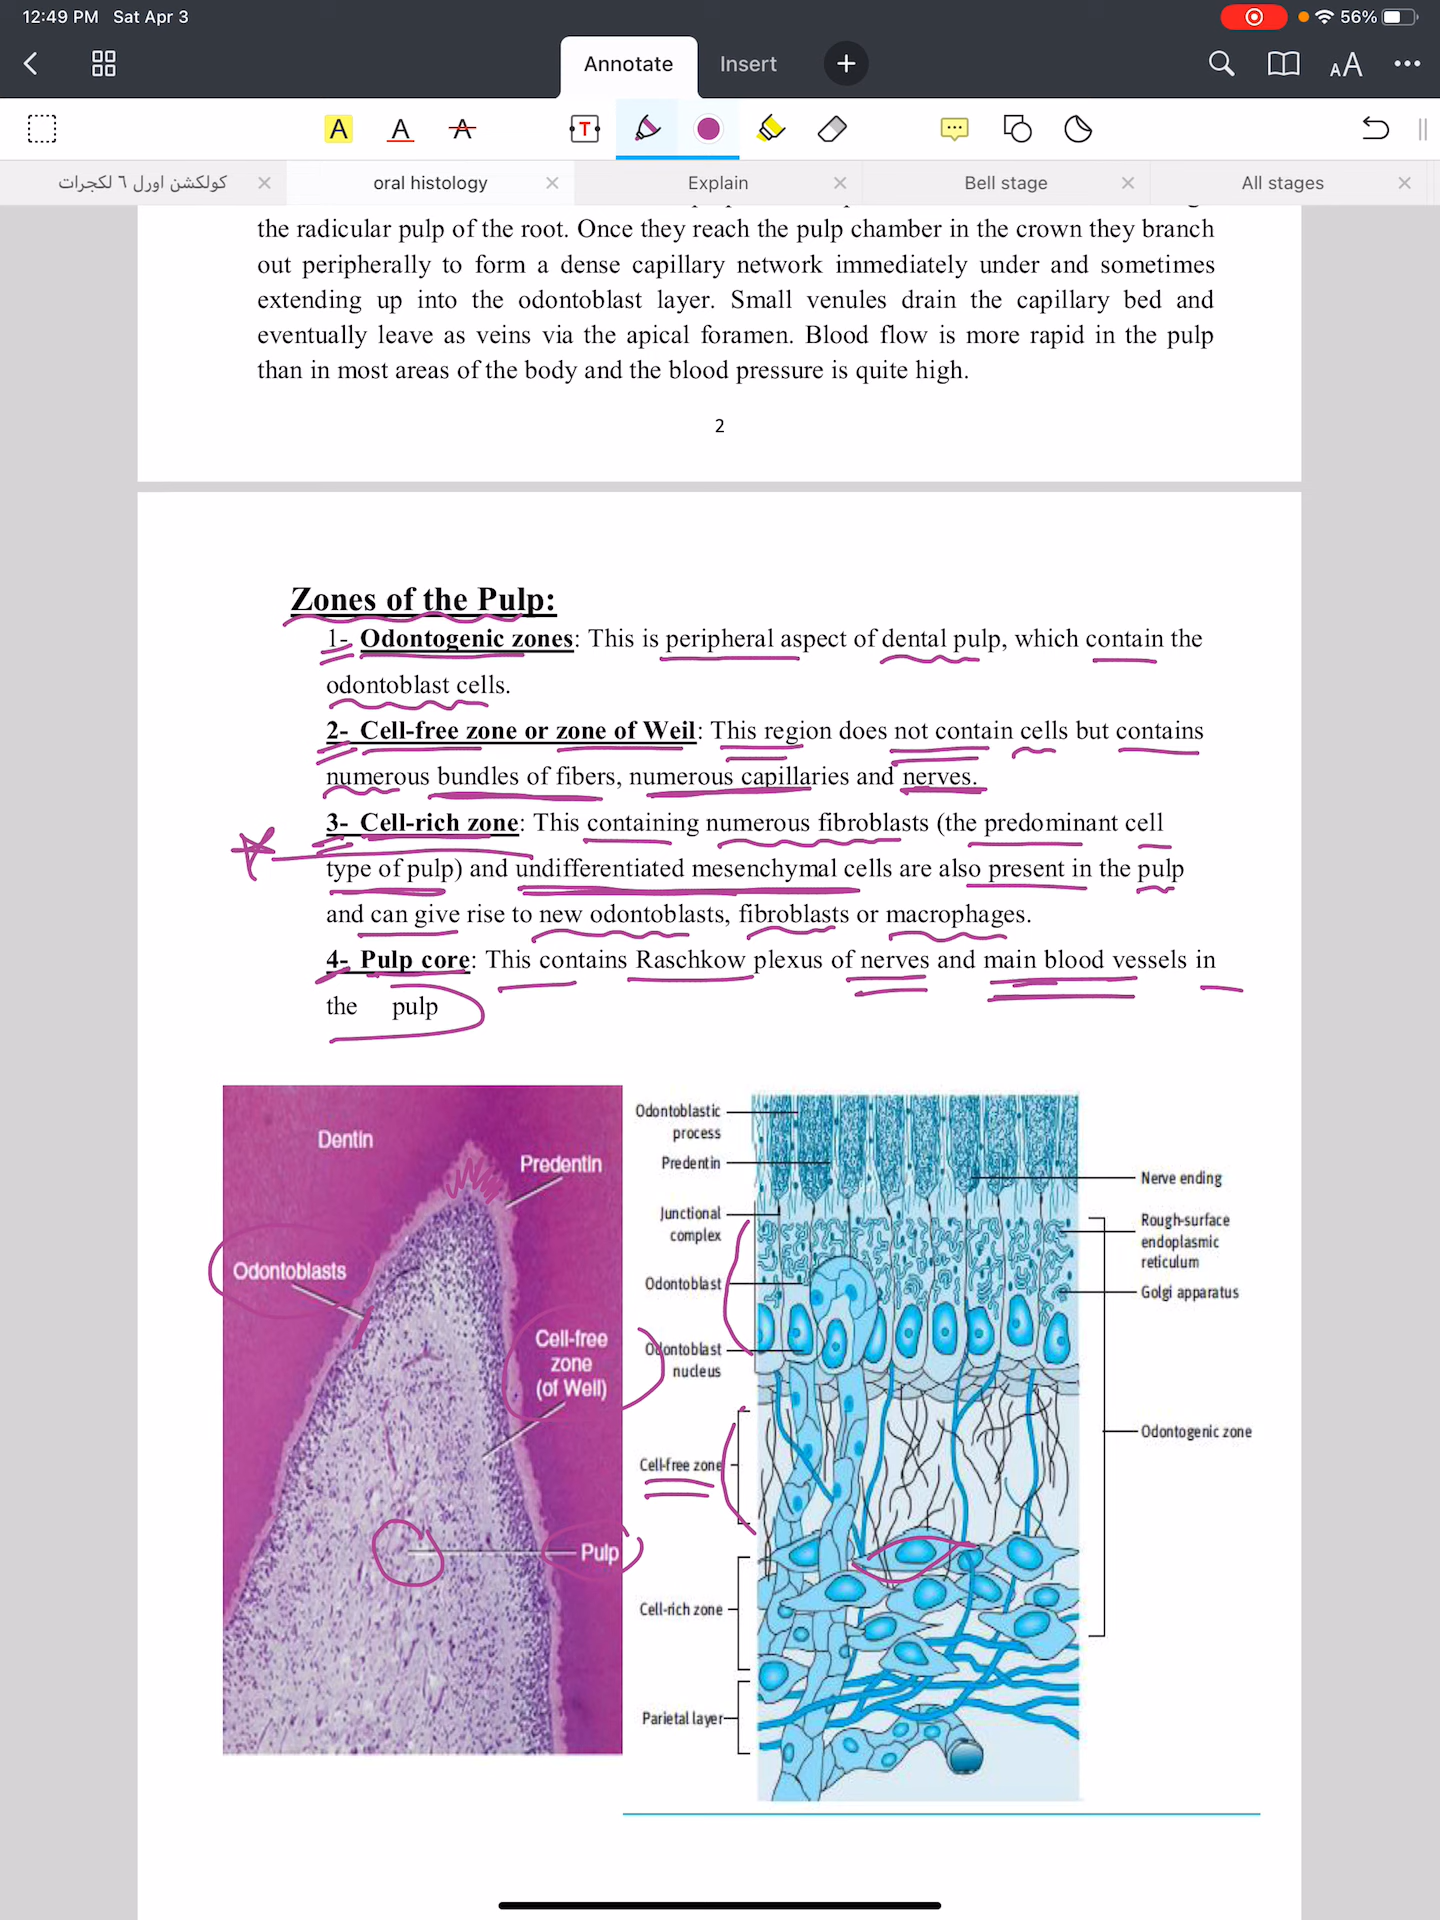 12:49 PM Sat Apr 3
56%
Annotate
Insert
A A A T AA
كولكشن اورل ٦ لكجرات
oral histology
Explain
Bell stage
All stages
the radicular pulp of the root. Once they reach the pulp chamber in the crown they branch
out peripherally to form a dense capillary network immediately under and sometimes
extending up into the odontoblast layer. Small venules drain the capillary bed and
eventually leave as veins via the apical foramen. Blood flow is more rapid in the pulp
than in most areas of the body and the blood pressure is quite high.
2
Zones of the Pulp:
1- Odontogenic zones: This is peripheral aspect of dental pulp, which contain the
odontoblast cells.
2- Cell-free zone or zone of Weil: This region does not contain cells but contains
numerous bundles of fibers, numerous capillaries and nerves.
3- Cell-rich zone: This containing numerous fibroblasts (the predominant cell
type of pulp) and undifferentiated mesenchymal cells are also present in the pulp
and can give rise to new odontoblasts, fibroblasts or macrophages.
4- Pulp core: This contains Raschkow plexus of nerves and main blood vessels in
the pulp
Dentin
Predentin
Odontoblasts
Cell-free
zone
(of Well)
Pulp
Odontoblastic
process
Predentin
Junctional
complex
Odontoblast
Odontoblast
nucleus
Cell-free zone
Cell-rich zone
Parietal layer
Nerve ending
Rough-surface
endoplasmic
reticulum
Golgi apparatus
Odontogenic zone